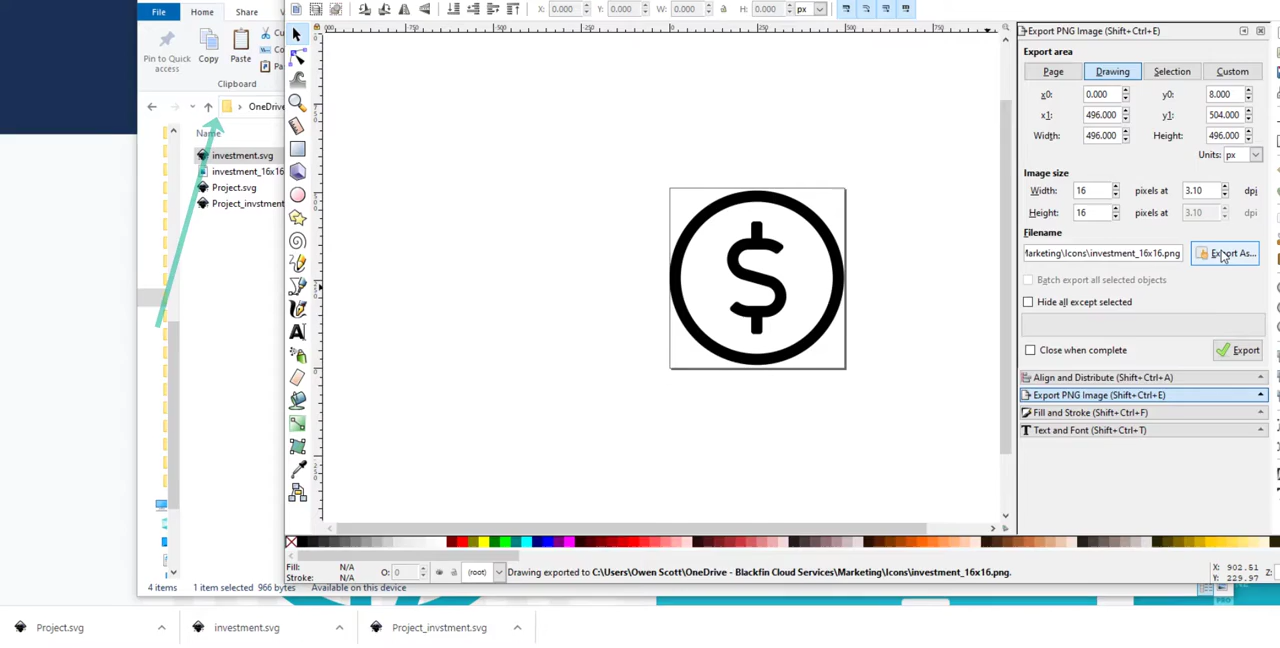 File Home Share
Pin to Quick access
Copy
Paste
Clipboard
OneDrive
Name
investment.svg
investment_16x16
Project.svg
Project_invstment
4 items 1 item selected 966 bytes Available on this device
X: 0.000 Y: 0.000 W: 0.000 H: 0.000 px
Export PNG Image (Shift+Ctrl+E)
Export area
Page Drawing Selection Custom
x0: 0.000 y0: 8.000
x1: 496.000 y1: 504.000
Width: 496.000 Height: 496.000
Units: px
Image size
Width: 16 pixels at 3.10 dpi
Height: 16 pixels at 3.10 dpi
Filename
Marketing\Icons\investment_16x16.png Export As...
Batch export all selected objects
Hide all except selected
Close when complete Export
Align and Distribute (Shift+Ctrl+A)
Export PNG Image (Shift+Ctrl+E)
Fill and Stroke (Shift+Ctrl+F)
Text and Font (Shift+Ctrl+T)
$
Fill: N/A
Stroke: N/A
O: 0 (root) Drawing exported to C:\Users\Owen Scott\OneDrive - Blackfin Cloud Services\Marketing\Icons\investment_16x16.png.
X: 902.51
Y: 229.97
Z:
Project.svg investment.svg Project_invstment.svg